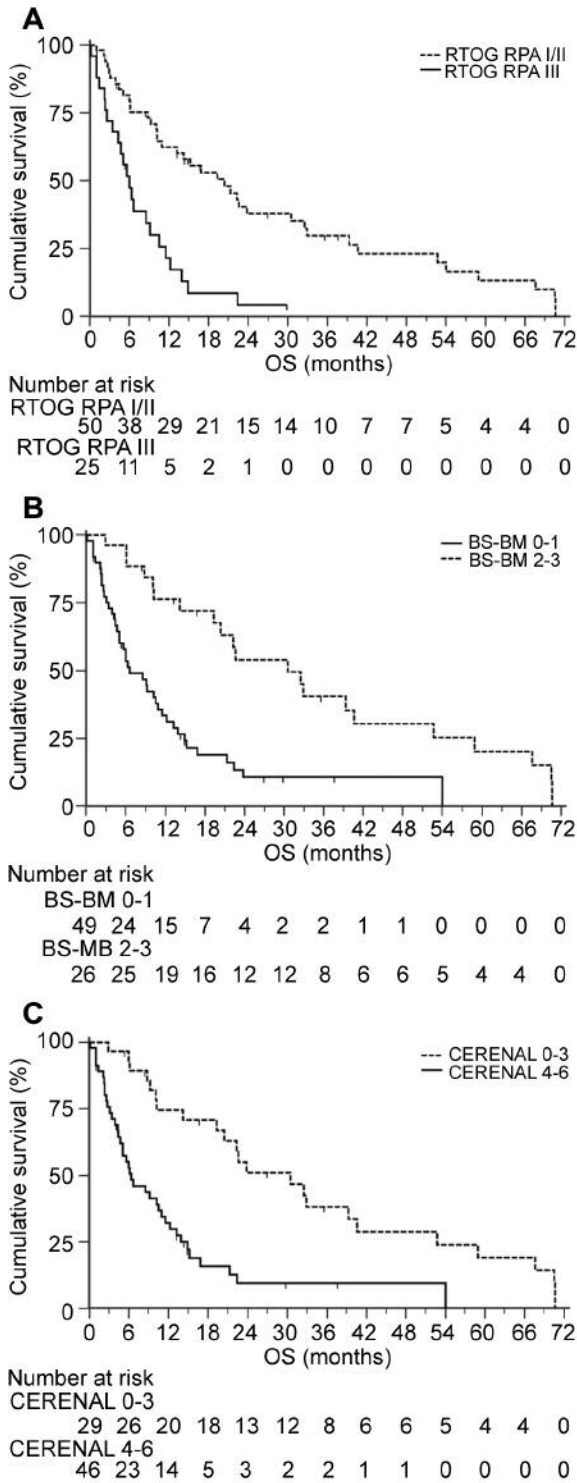 A
100
75
50
25
0
Cumulative survival (%)
RTOG RPA I/II
RTOG RPA III
0 6 12 18 24 30 36 42 48 54 60 66 72
OS (months)
Number at risk
RTOG RPA I/II
50 38 29 21 15 14 10 7 7 5 4 4 0
RTOG RPA III
25 11 5 2 1 0 0 0 0 0 0 0 0
B
100
75
50
25
0
Cumulative survival (%)
BS-BM 0-1
BS-BM 2-3
0 6 12 18 24 30 36 42 48 54 60 66 72
OS (months)
Number at risk
BS-BM 0-1
49 24 15 7 4 2 2 1 1 0 0 0 0
BS-MB 2-3
26 25 19 16 12 12 8 6 6 5 4 4 0
C
100
75
50
25
0
Cumulative survival (%)
CERENAL 0-3
CERENAL 4-6
0 6 12 18 24 30 36 42 48 54 60 66 72
OS (months)
Number at risk
CERENAL 0-3
29 26 20 18 13 12 8 6 6 5 4 4 0
CERENAL 4-6
46 23 14 5 3 2 2 1 1 0 0 0 0